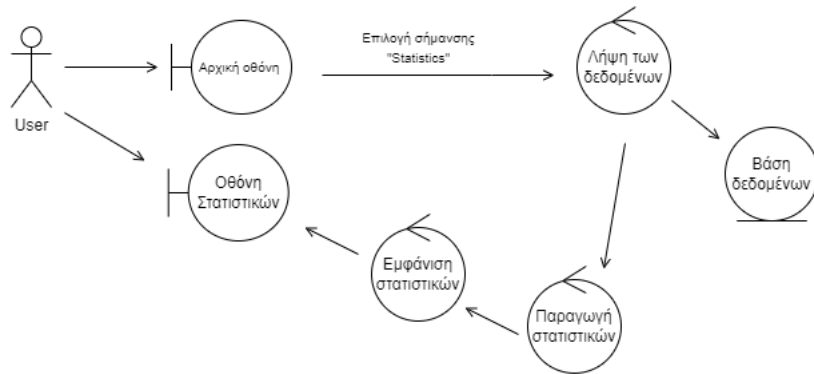 User
Αρχική οθόνη
Επιλογή σήμανσης
"Statistics"
Λήψη των
δεδομένων
Βάση
δεδομένων
Οθόνη
Στατιστικών
Εμφάνιση
στατιστικών
Παραγωγή
στατιστικών